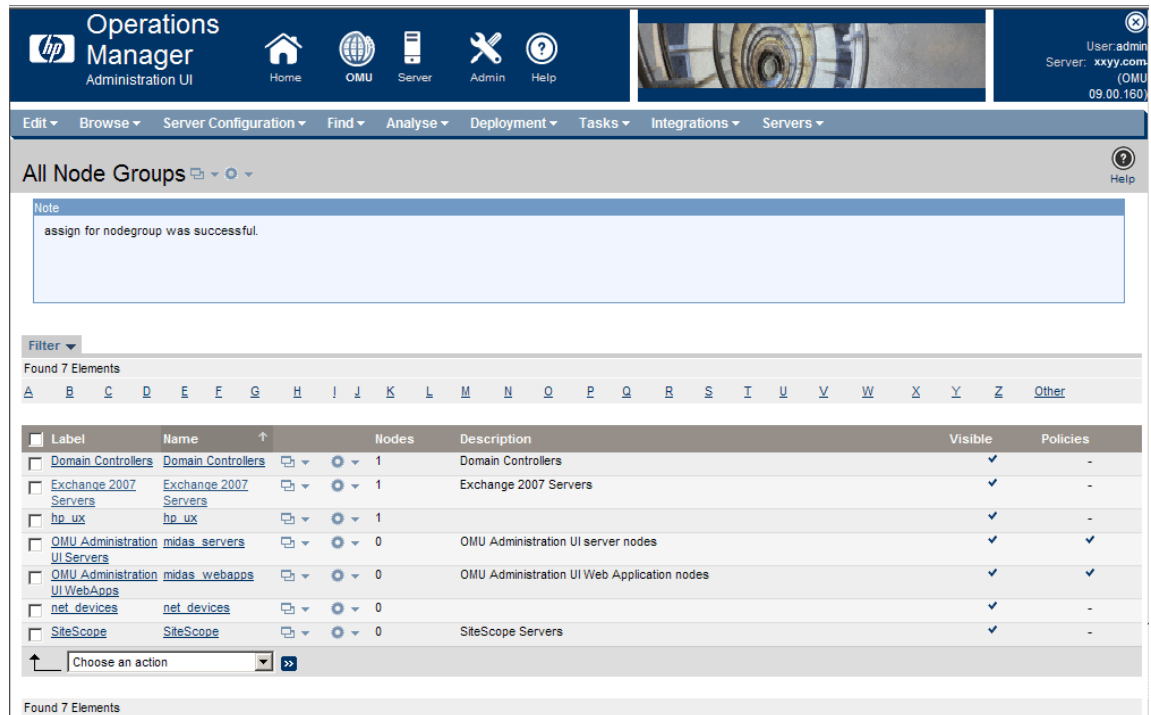 hp
Operations
Manager
Administration UI
Home
OMU
Server
Admin
Help
User:admin
Server: xxyy.com
(OMU
09.00.160)
Edit Browse Server Configuration Find Analyse Deployment Tasks Integrations Servers
All Node Groups
Help
Note
assign for nodegroup was successful.
Filter
Found 7 Elements
A B C D E F G H I J K L M N O P Q R S T U V W X Y Z Other
Label Name Nodes Description Visible Policies
Domain Controllers Domain Controllers 1 Domain Controllers -
Exchange 2007 Exchange 2007 1 Exchange 2007 Servers -
Servers Servers
hp_ux hp_ux 1 -
OMU Administration midas_servers 0 OMU Administration UI server nodes
UI Servers
OMU Administration midas_webapps 0 OMU Administration UI Web Application nodes
UI WebApps
net_devices net_devices 0 -
SiteScope SiteScope 0 SiteScope Servers -
Choose an action
Found 7 Elements